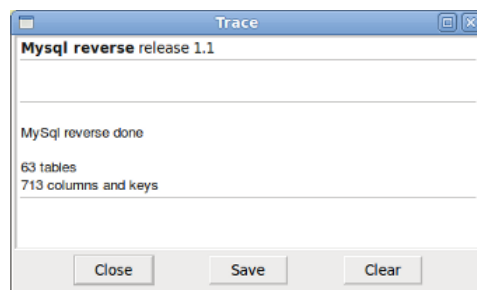 Trace
Mysql reverse release 1.1
MySql reverse done
63 tables
713 columns and keys
Close Save Clear